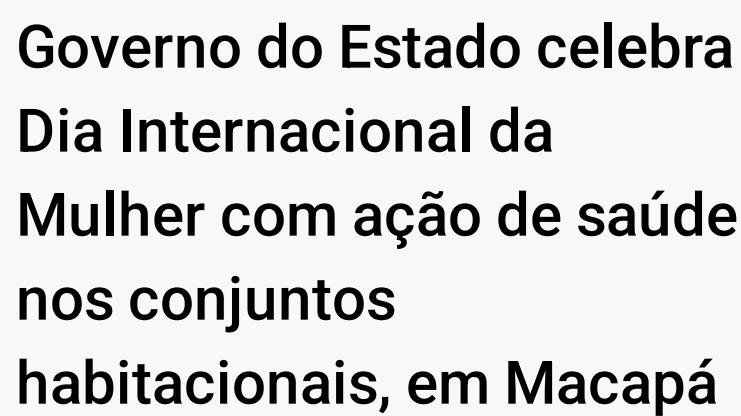 Governo do Estado celebra
Dia Internacional da
Mulher com ação de saúde
nos conjuntos
habitacionais, em Macapá